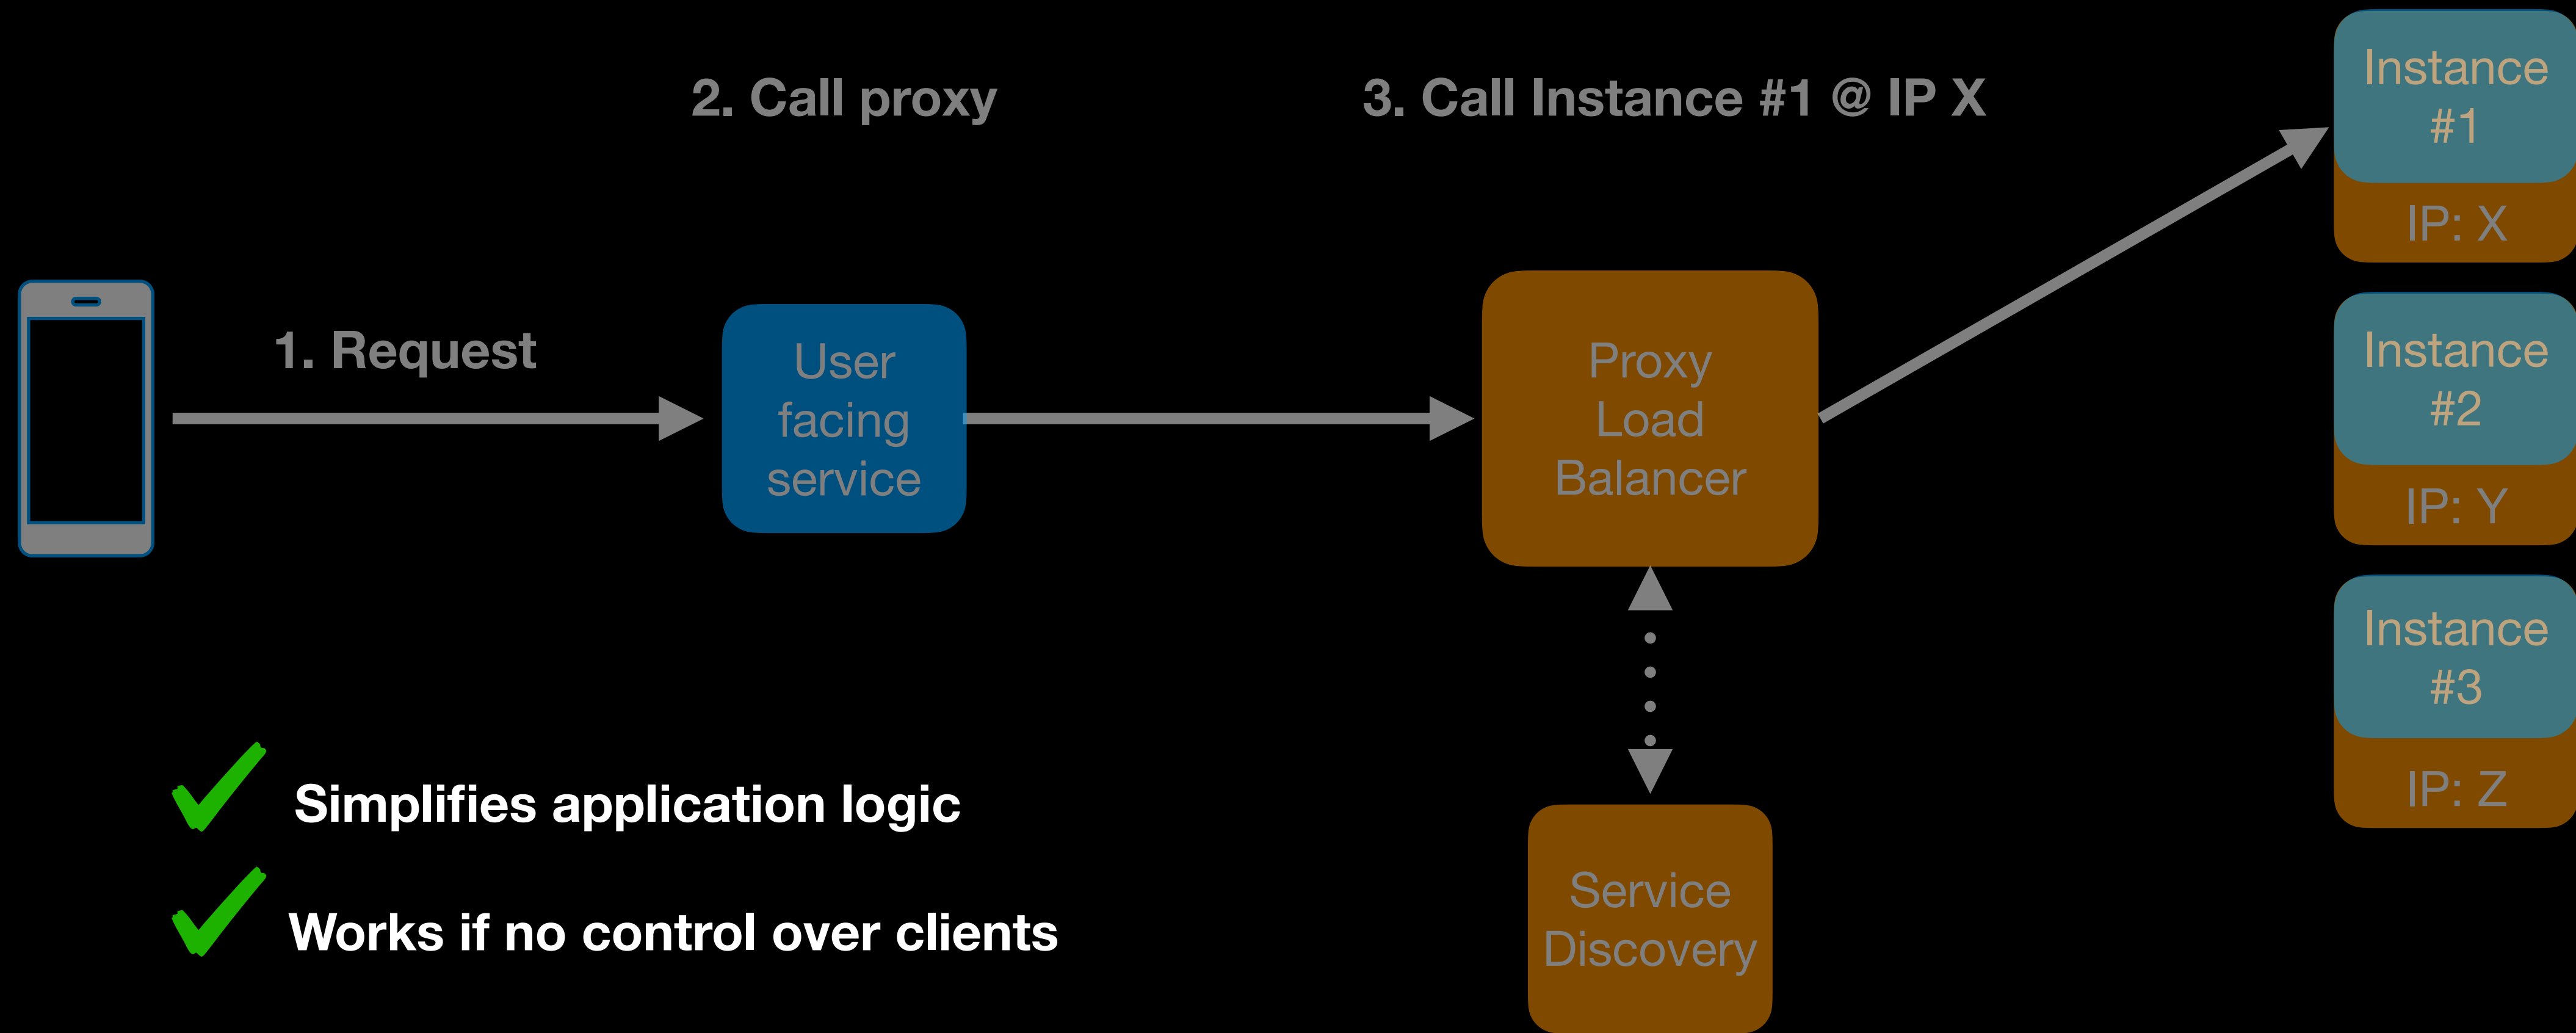 2. Call proxy
3. Call Instance #1 @ IP X
1. Request
User
facing
service
Proxy
Load
Balancer
Instance
#1
IP: X
Instance
#2
IP: Y
Instance
#3
IP: Z
Service
Discovery
Simplifies application logic
Works if no control over clients